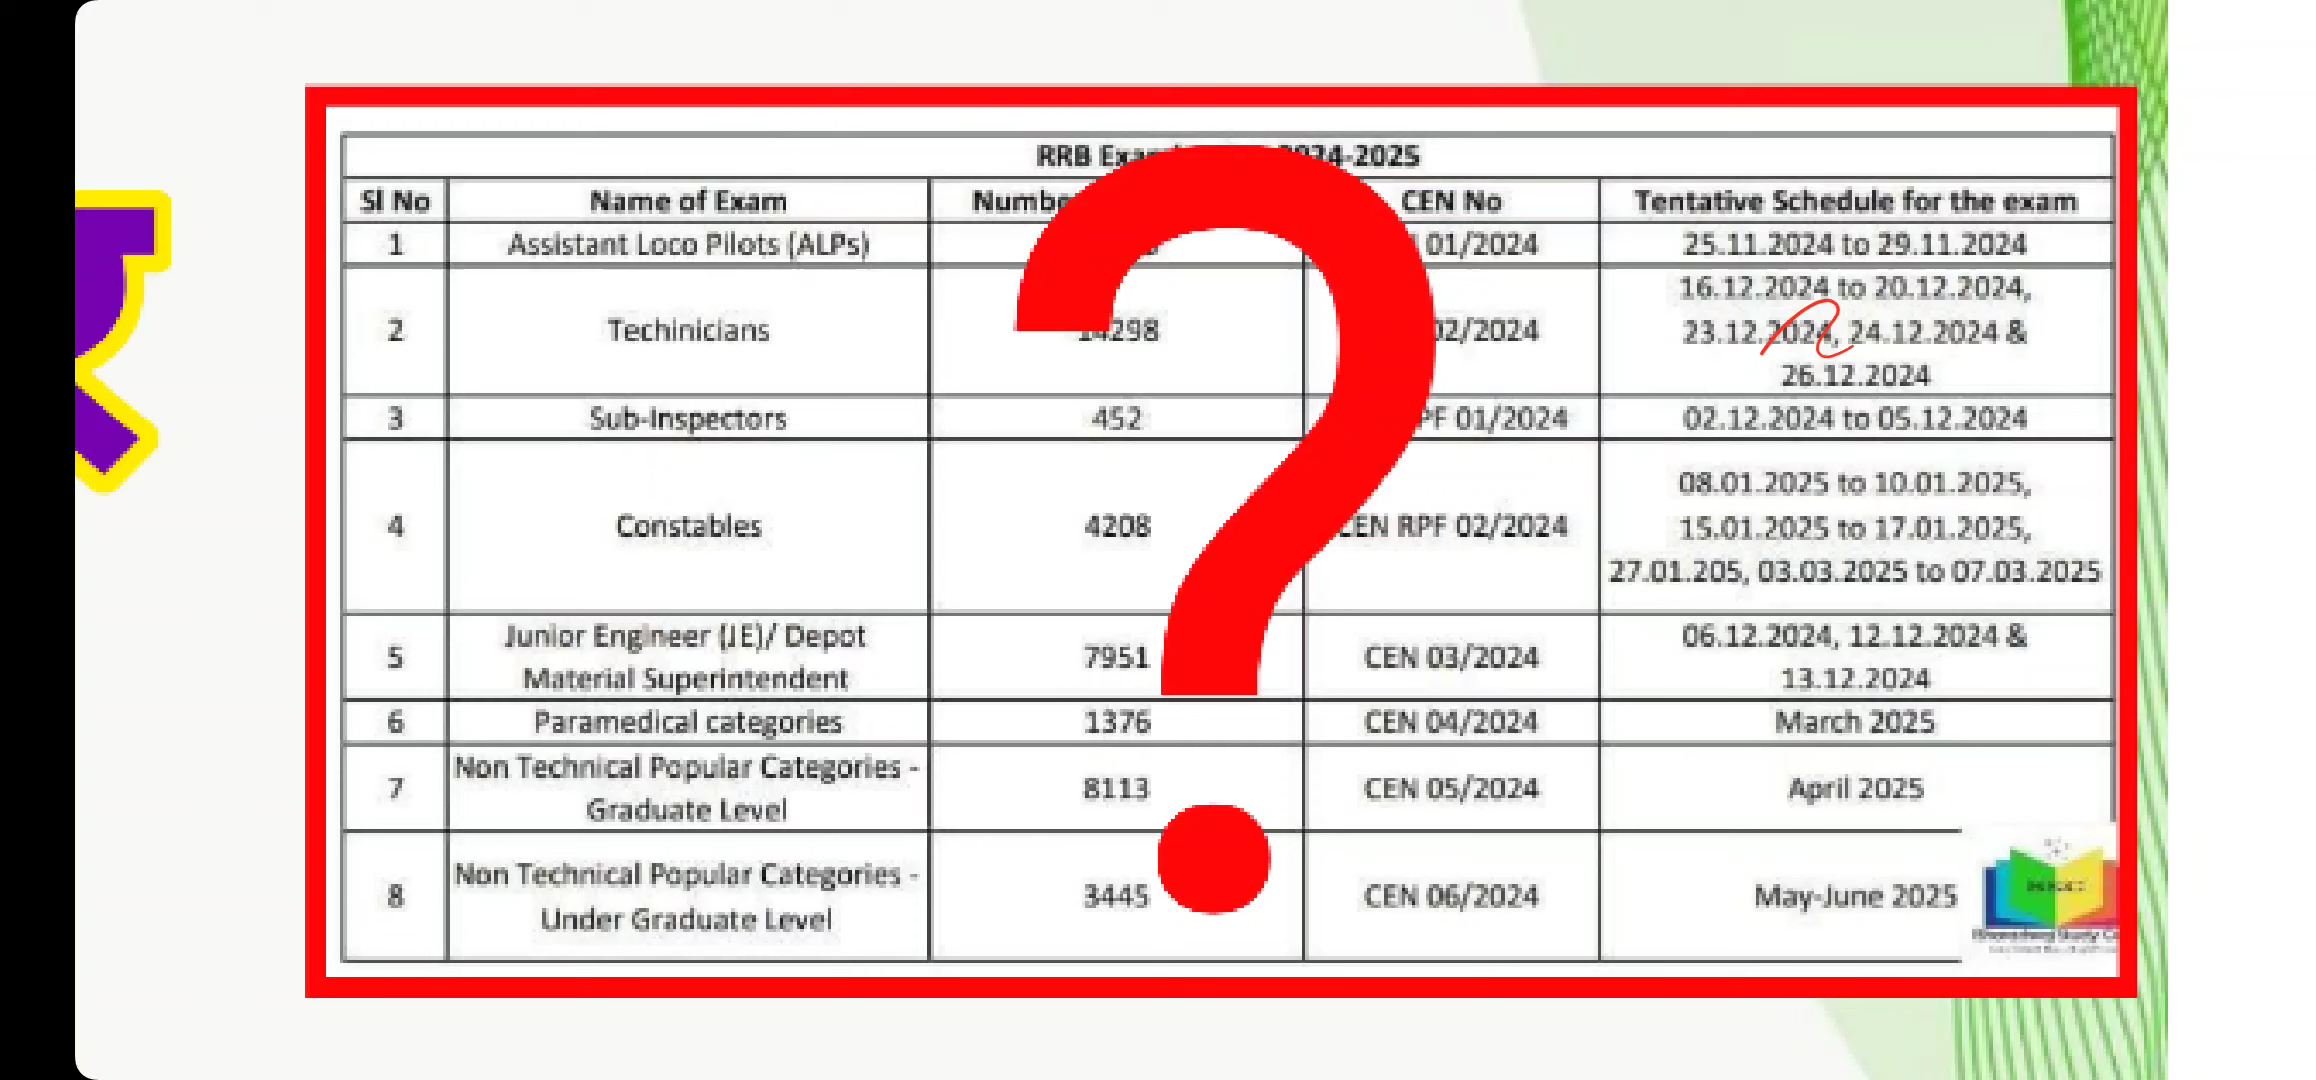 RRB 2024-2025
Sl No Name of Exam CEN No Tentative Schedule for the exam
1 Assistant Loco Pilots (ALPs) 01/2024 25.11.2024 to 29.11.2024
16.12.2024 to 20.12.2024,
2 Techinicians 14298 02/2024 23.12.2024, 24.12.2024 &
26.12.2024
3 Sub-Inspectors 452 RPF 01/2024 02.12.2024 to 05.12.2024
08.01.2025 to 10.01.2025,
4 Constables 4208 CEN RPF 02/2024 15.01.2025 to 17.01.2025,
27.01.205, 03.03.2025 to 07.03.2025
Junior Engineer (JE)/ Depot 06.12.2024, 12.12.2024 &
5 7951 CEN 03/2024
Material Superintendent 13.12.2024
6 Paramedical categories 1376 CEN 04/2024 March 2025
Non Technical Popular Categories -
7 8113 CEN 05/2024 April 2025
Graduate Level
Non Technical Popular Categories -
8 3445 CEN 06/2024 May-June 2025
Under Graduate Level
?